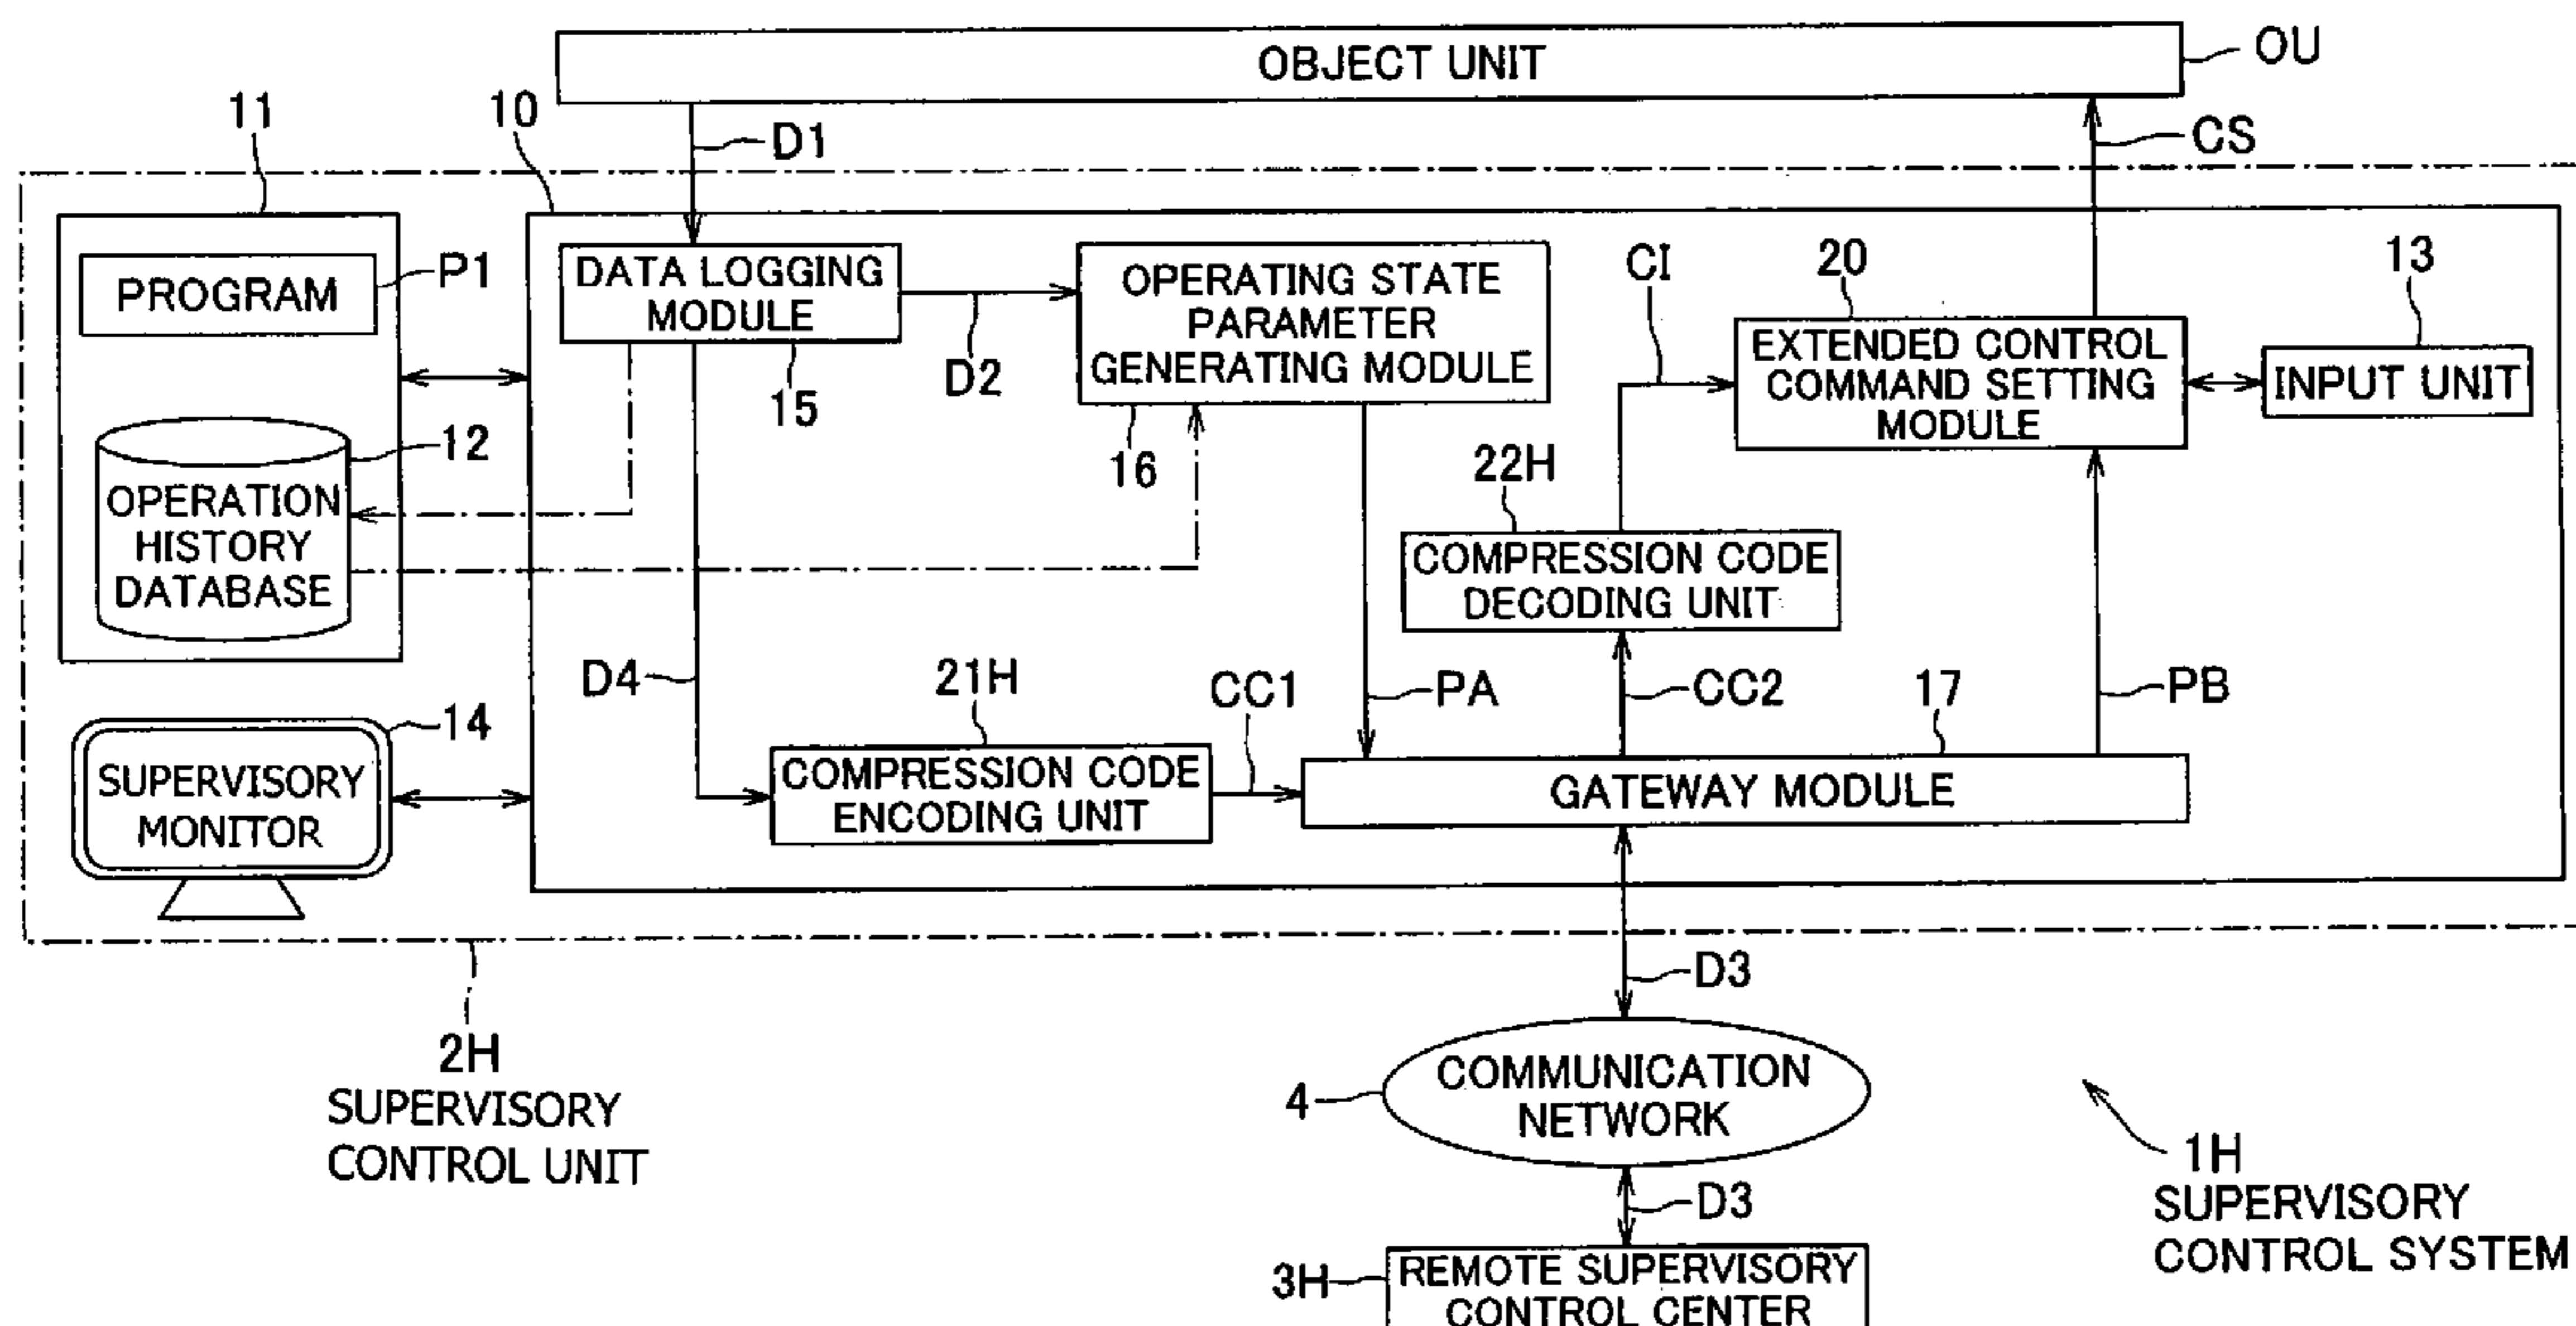 OBJECT UNIT
OU
11
10
D1
CS
PROGRAM
P1
DATA LOGGING
MODULE
15
D2
OPERATING STATE
PARAMETER
GENERATING MODULE
16
CI
20
13
EXTENDED CONTROL
COMMAND SETTING
MODULE
INPUT UNIT
12
OPERATION
HISTORY
DATABASE
22H
COMPRESSION CODE
DECODING UNIT
D4
21H
CC1
PA
CC2
17
PB
14
SUPERVISORY
MONITOR
COMPRESSION CODE
ENCODING UNIT
GATEWAY MODULE
D3
2H
SUPERVISORY
CONTROL UNIT
4
COMMUNICATION
NETWORK
1H
SUPERVISORY
CONTROL SYSTEM
D3
3H
REMOTE SUPERVISORY
CONTROL CENTER